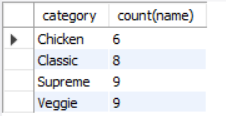 category count(name)
Chicken 6
Classic 8
Supreme 9
Veggie 9